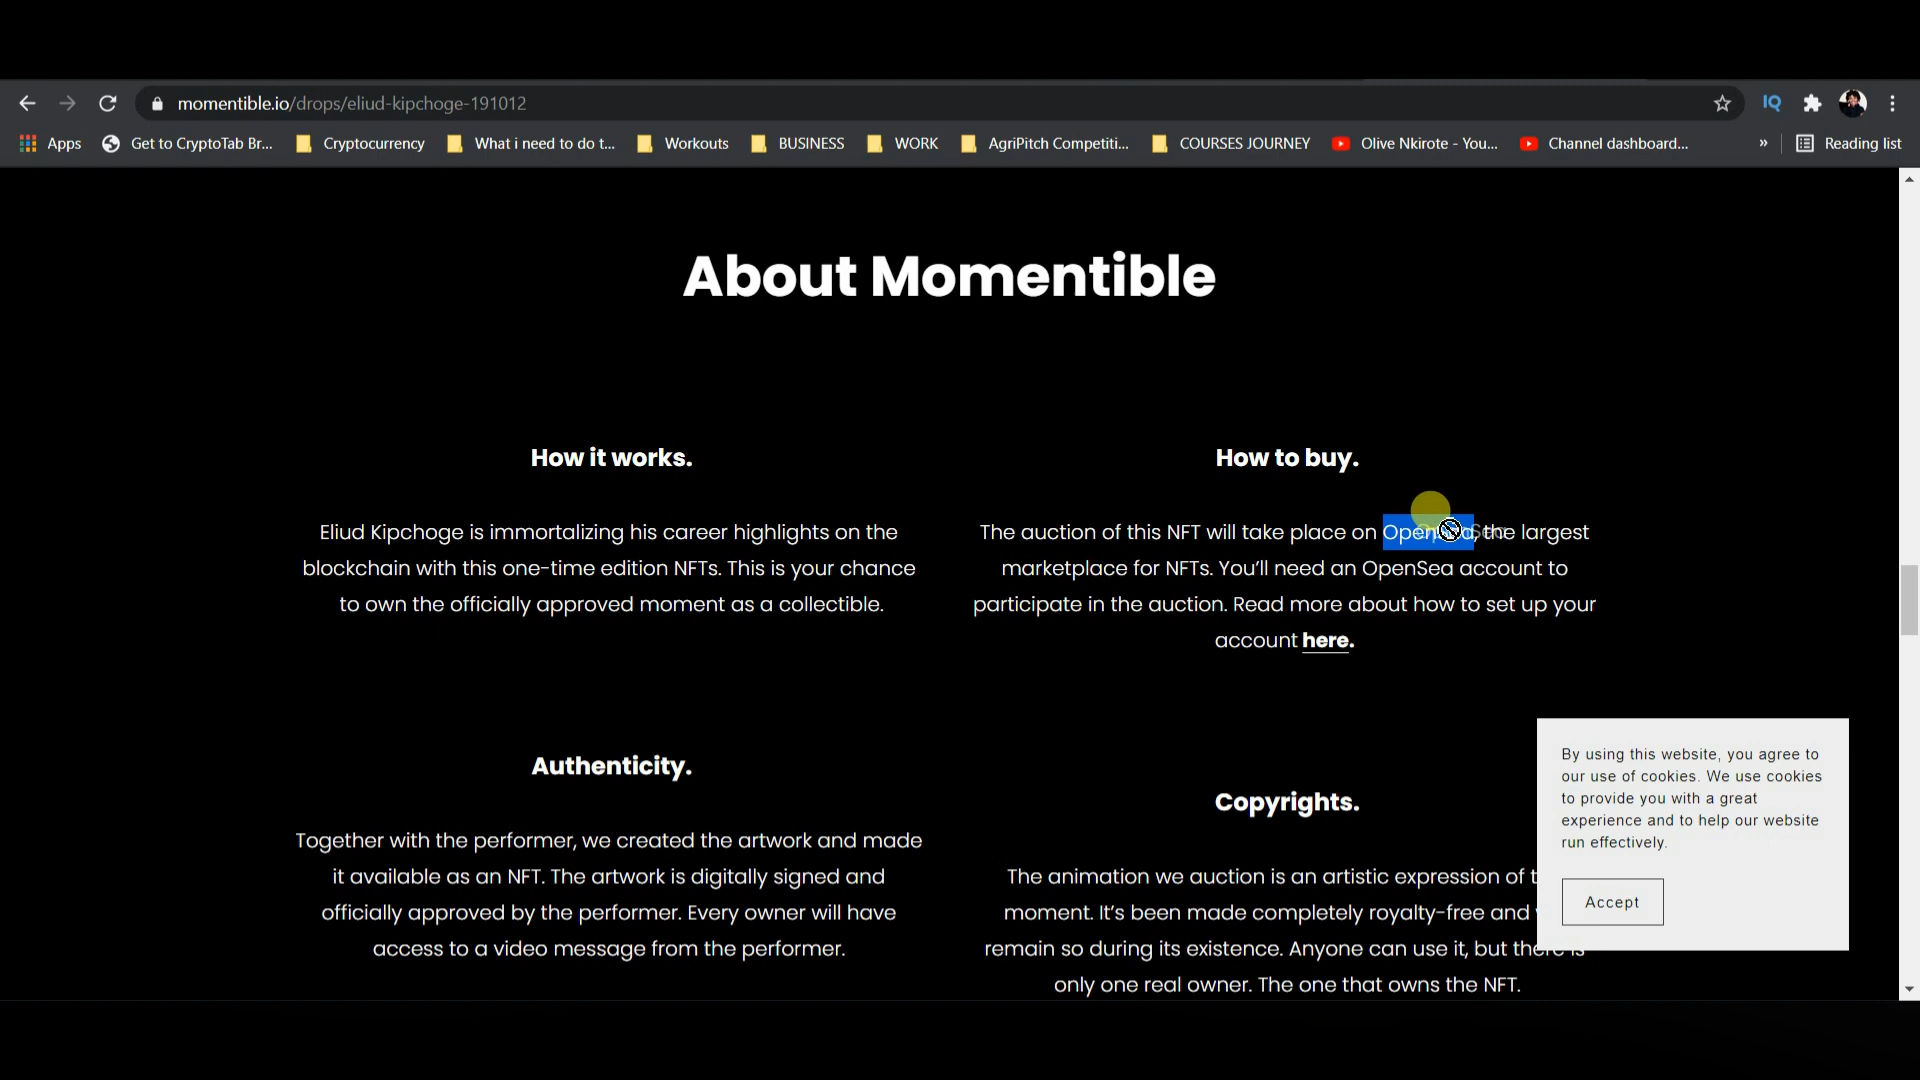 momentible.io/drops/eliud-kipchoge-191012
IQ
Apps
Get to CryptoTab Br...
Cryptocurrency
What i need to do t...
Workouts
BUSINESS
WORK
AgriPitch Competiti...
COURSES JOURNEY
Olive Nkirote - You...
Channel dashboard...
»
Reading list
About Momentible
How it works.
Eliud Kipchoge is immortalizing his career highlights on the
blockchain with this one-time edition NFTs. This is your chance
to own the officially approved moment as a collectible.
How to buy.
The auction of this NFT will take place on OpenSea, the largest
marketplace for NFTs. You'll need an OpenSea account to
participate in the auction. Read more about how to set up your
account here.
Authenticity.
Together with the performer, we created the artwork and made
it available as an NFT. The artwork is digitally signed and
officially approved by the performer. Every owner will have
access to a video message from the performer.
Copyrights.
The animation we auction is an artistic expression of
moment. It's been made completely royalty-free and
remain so during its existence. Anyone can use it, but there is
only one real owner. The one that owns the NFT.
By using this website, you agree to
our use of cookies. We use cookies
to provide you with a great
experience and to help our website
run effectively.
Accept